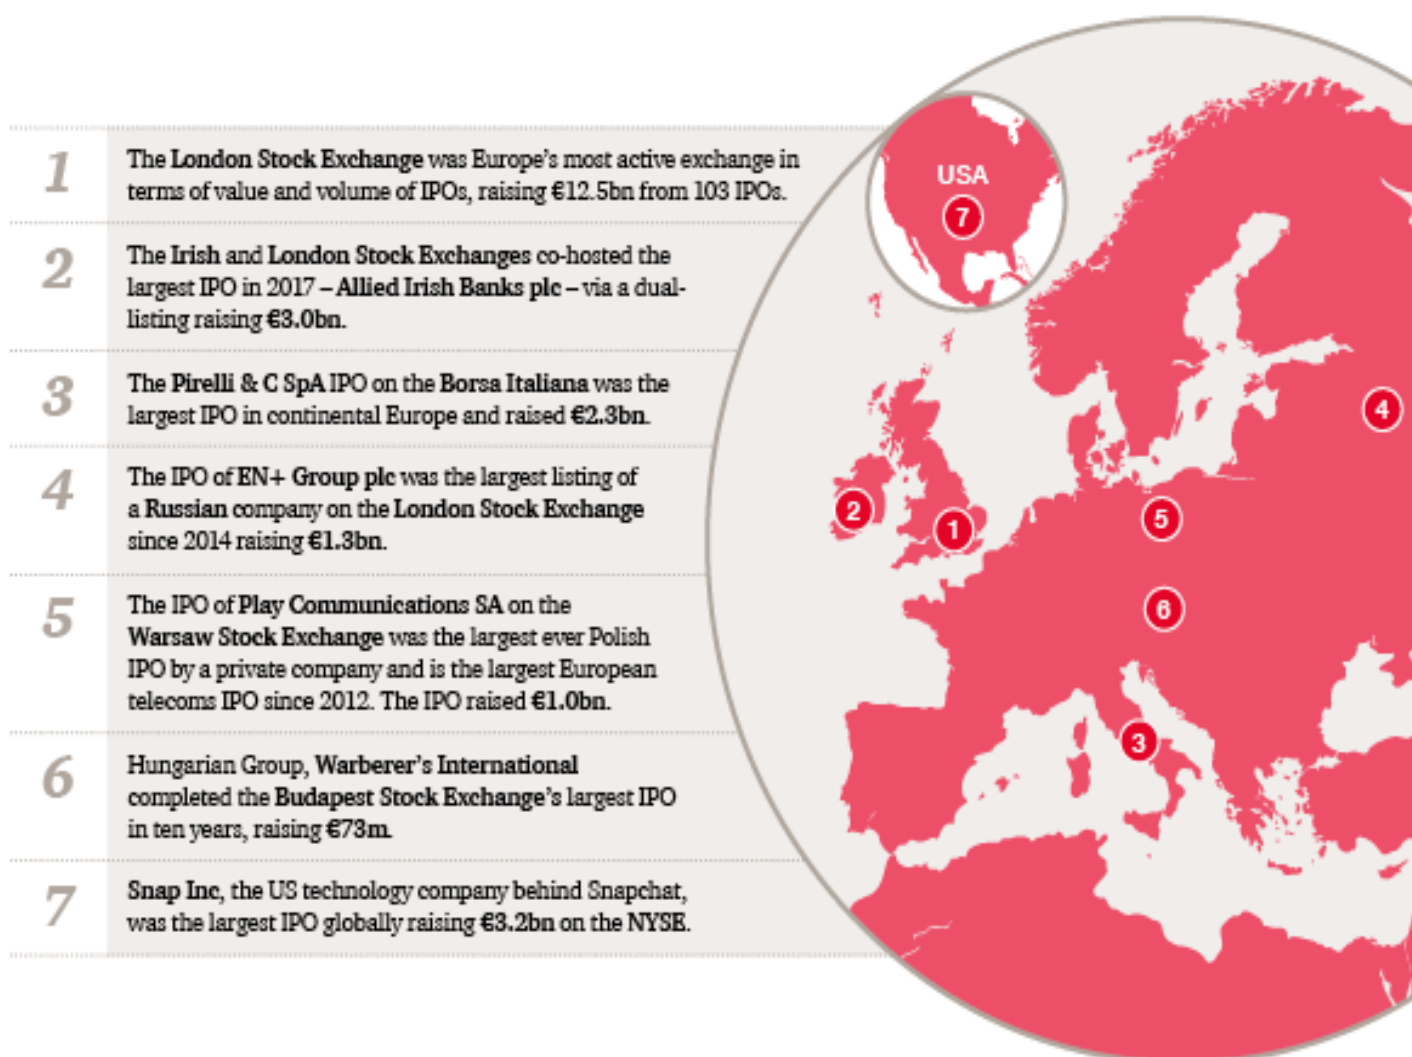 1
The London Stock Exchange was Europe's most active exchange in
terms of value and volume of IPOs, raising €12.5bn from 103 IPOs.
2
The Irish and London Stock Exchanges co-hosted the
largest IPO in 2017 – Allied Irish Banks plc – via a dual-
listing raising €3.0bn.
3
The Pirelli & C SpA IPO on the Borsa Italiana was the
largest IPO in continental Europe and raised €2.3bn.
4
The IPO of EN+ Group plc was the largest listing of
a Russian company on the London Stock Exchange
since 2014 raising €1.3bn.
5
The IPO of Play Communications SA on the
Warsaw Stock Exchange was the largest ever Polish
IPO by a private company and is the largest European
telecoms IPO since 2012. The IPO raised €1.0bn.
6
Hungarian Group, Warberer's International
completed the Budapest Stock Exchange's largest IPO
in ten years, raising €73m.
7
Snap Inc, the US technology company behind Snapchat,
was the largest IPO globally raising €3.2bn on the NYSE.
USA
7
4
2
1
5
6
3